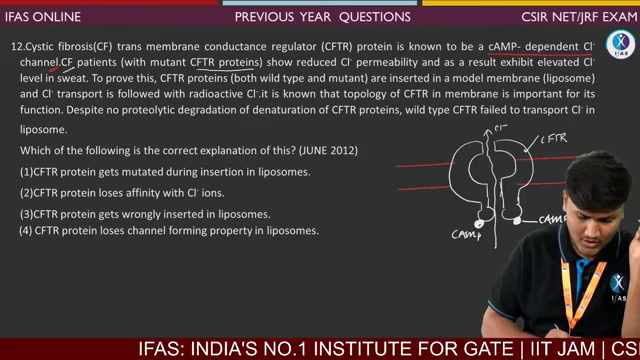 IFAS ONLINE PREVIOUS YEAR QUESTIONS CSIR NET/JRF EXAM
12.Cystic fibrosis(CF) trans membrane conductance regulator (CFTR) protein is known to be a cAMP- dependent Cl⁻
channel.CF patients (with mutant CFTR proteins) show reduced Cl⁻ permeability and as a result exhibit elevated Cl⁻
level in sweat. To prove this, CFTR proteins (both wild type and mutant) are inserted in a model membrane (liposome)
and Cl⁻ transport is followed with radioactive Cl⁻.it is known that topology of CFTR in membrane is important for its
function. Despite no proteolytic degradation of denaturation of CFTR proteins, wild type CFTR failed to transport Cl⁻ in
liposome.
Which of the following is the correct explanation of this? (JUNE 2012)
(1)CFTR protein gets mutated during insertion in liposomes.
(2)CFTR protein loses affinity with Cl⁻ ions.
(3)CFTR protein gets wrongly inserted in liposomes.
(4) CFTR protein loses channel forming property in liposomes.
Cl⁻
CFTR
CAMP
CAMP
iFAS
IFAS: INDIA'S NO.1 INSTITUTE FOR GATE | IIT JAM | CS